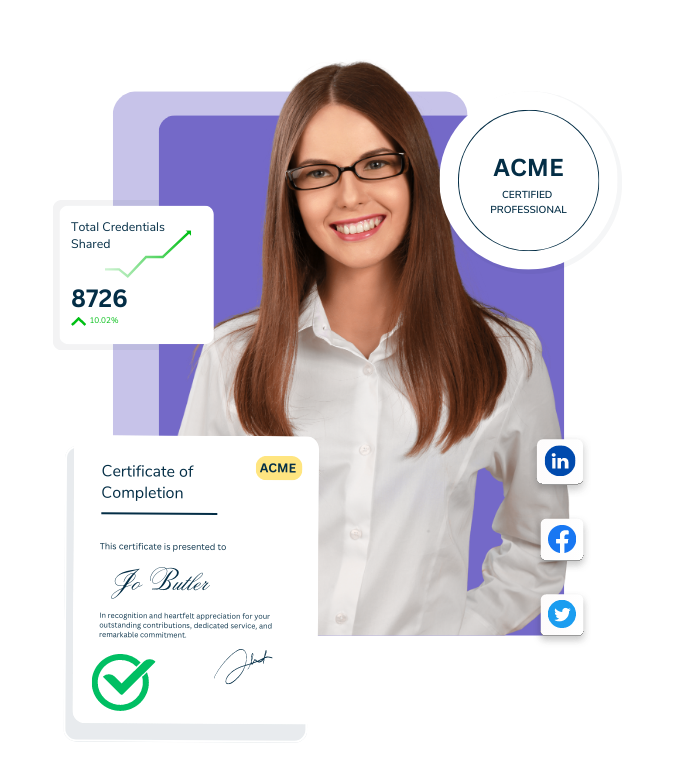 ACME
CERTIFIED
PROFESSIONAL
Total Credentials
Shared
8726
10.02%
Certificate of
Completion
ACME
This certificate is presented to
Jo Butler
In recognition and heartfelt appreciation for your
outstanding contributions, dedicated service, and
remarkable commitment.
in